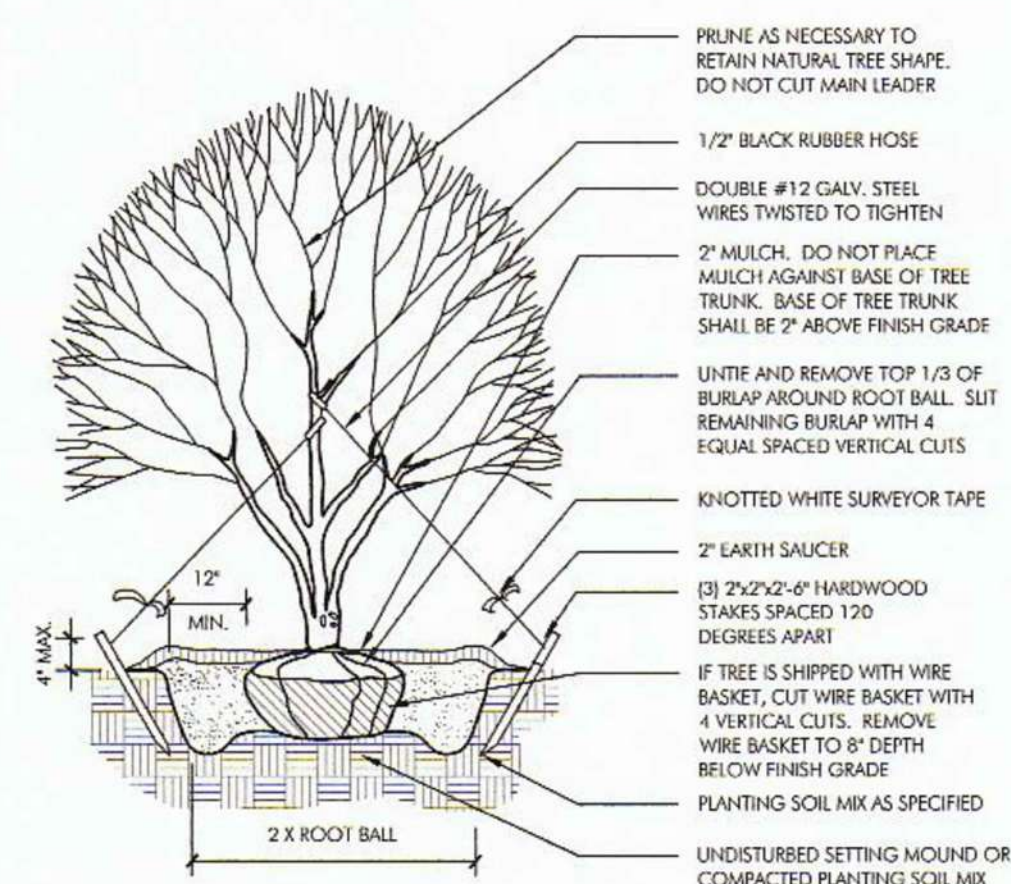 PRUNE AS NECESSARY TO
RETAIN NATURAL TREE SHAPE.
DO NOT CUT MAIN LEADER
1/2" BLACK RUBBER HOSE
DOUBLE #12 GALV. STEEL
WIRES TWISTED TO TIGHTEN
2" MULCH. DO NOT PLACE
MULCH AGAINST BASE OF TREE
TRUNK. BASE OF TREE TRUNK
SHALL BE 2" ABOVE FINISH GRADE
UNTIE AND REMOVE TOP 1/3 OF
BURLAP AROUND ROOT BALL. SLIT
REMAINING BURLAP WITH 4
EQUAL SPACED VERTICAL CUTS
KNOTTED WHITE SURVEYOR TAPE
2" EARTH SAUCER
(3) 2"x2"x2'-6" HARDWOOD
STAKES SPACED 120
DEGREES APART
IF TREE IS SHIPPED WITH WIRE
BASKET, CUT WIRE BASKET WITH
4 VERTICAL CUTS. REMOVE
WIRE BASKET TO 8" DEPTH
BELOW FINISH GRADE
PLANTING SOIL MIX AS SPECIFIED
UNDISTURBED SETTING MOUND OR
COMPACTED PLANTING SOIL MIX
12"
MIN.
4" MAX.
2 X ROOT BALL